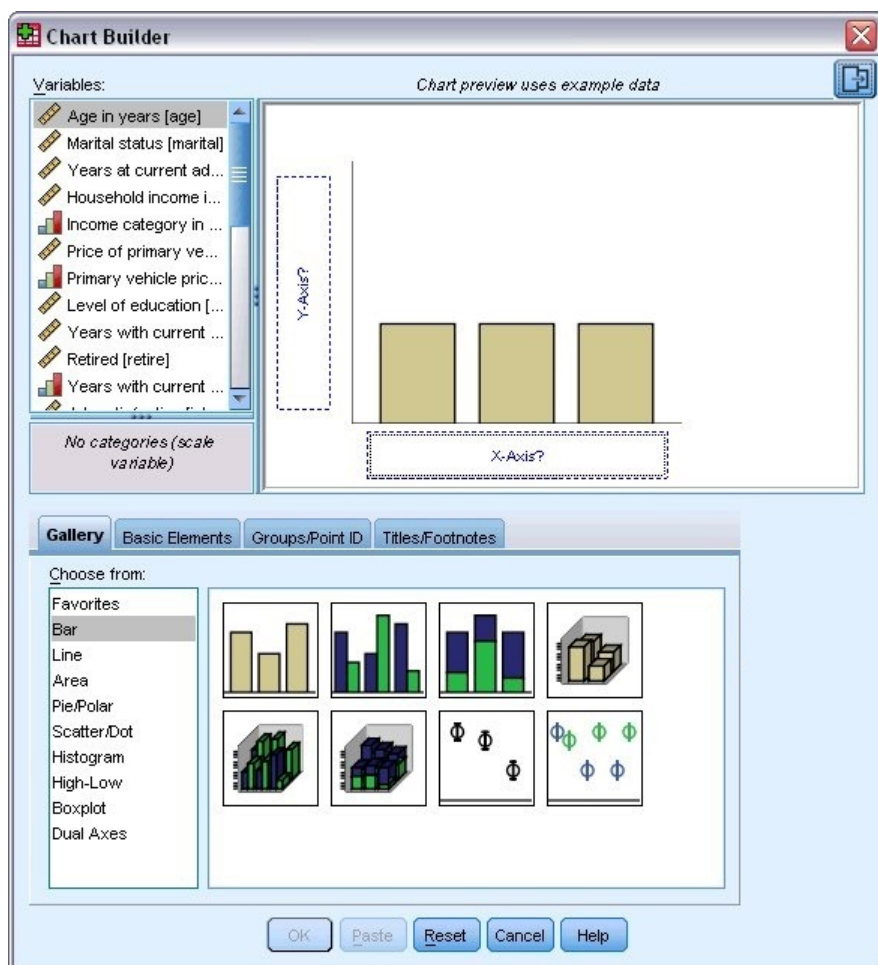 Chart Builder
Variables:
Chart preview uses example data
Age in years [age]
Marital status [marital]
Years at current ad...
Household income i...
Income category in ...
Price of primary ve...
Primary vehicle pric...
Level of education [...
Years with current ...
Retired [retire]
Years with current ...
No categories (scale
variable)
Y-Axis?
X-Axis?
Gallery
Basic Elements
Groups/Point ID
Titles/Footnotes
Choose from:
Favorites
Bar
Line
Area
Pie/Polar
Scatter/Dot
Histogram
High-Low
Boxplot
Dual Axes
OK
Paste
Reset
Cancel
Help